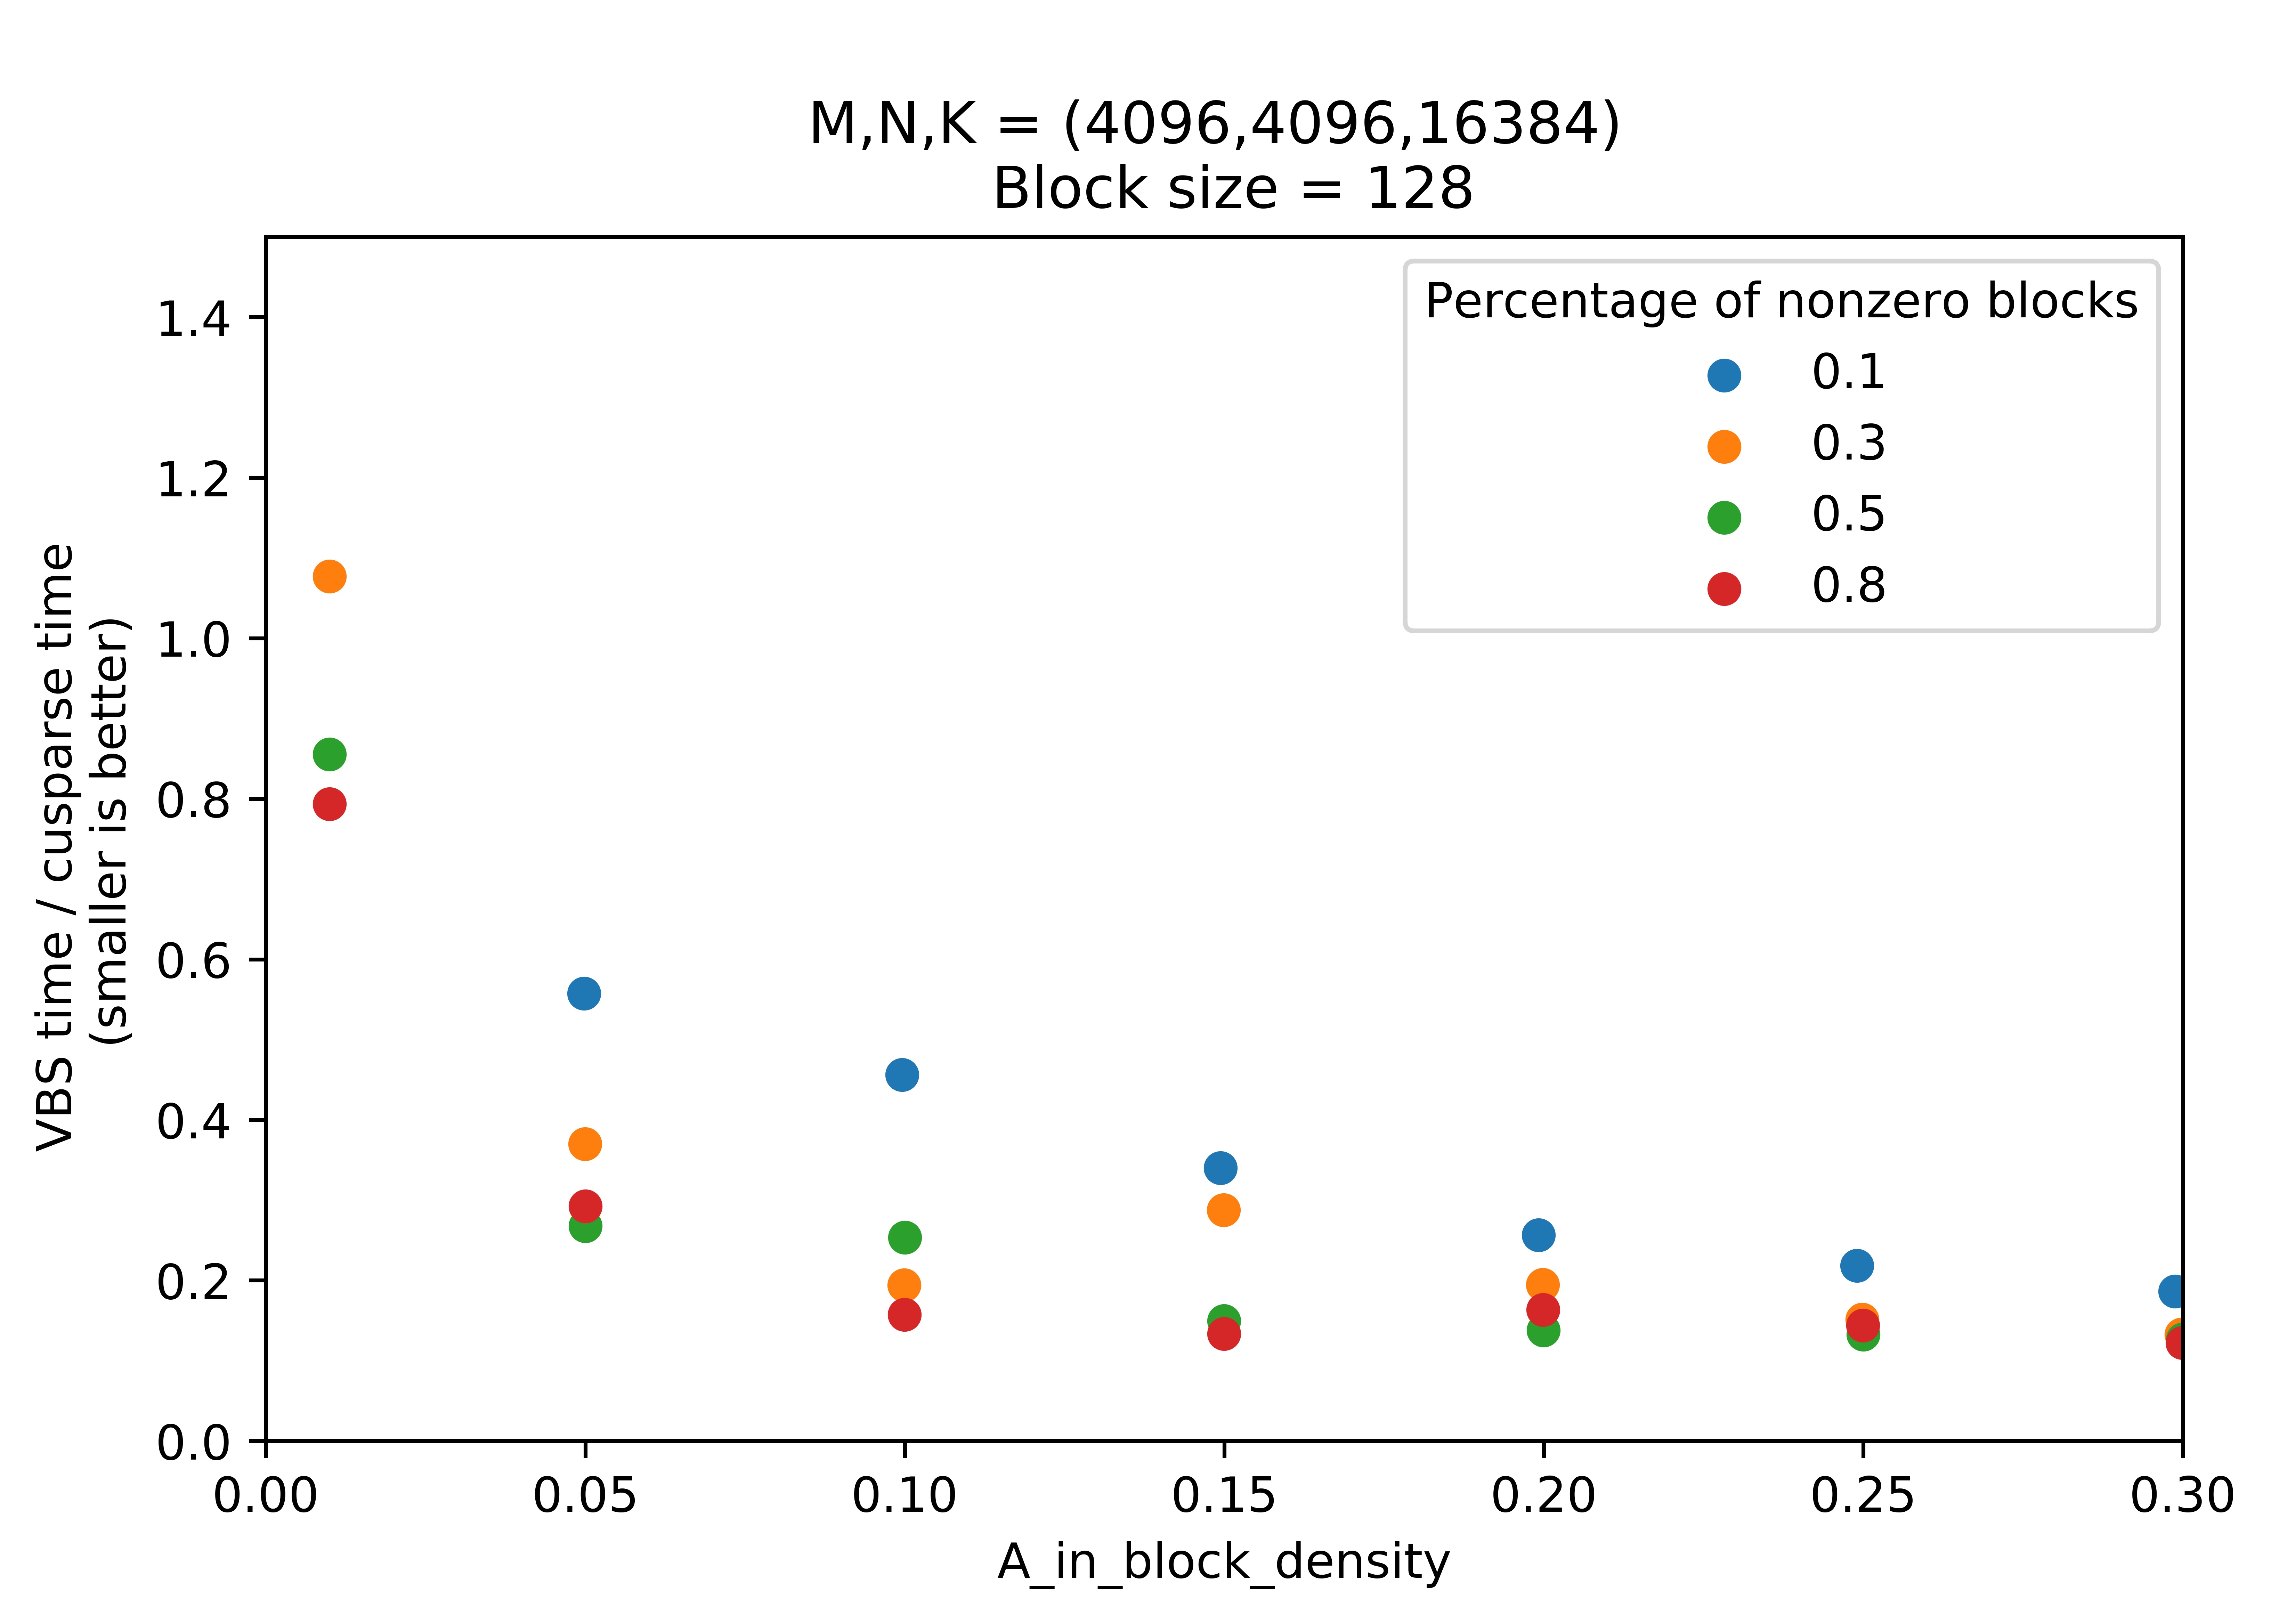 M,N,K = (4096,4096,16384)
Block size = 128
Percentage of nonzero blocks
0.1
0.3
0.5
0.8
VBS time / cusparse time
(smaller is better)
1.4
1.2
1.0
0.8
0.6
0.4
0.2
0.0
0.00 0.05 0.10 0.15 0.20 0.25 0.30
A_in_block_density